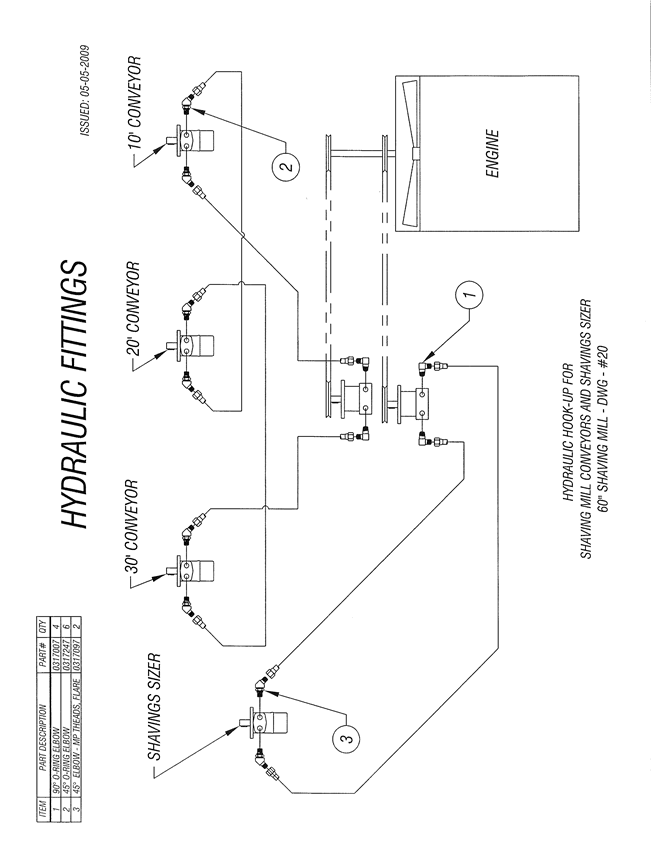 HYDRAULIC FITTINGS
ISSUED: 05-05-2009
ITEM PART DESCRIPTION PART# QTY
1 90° O-RING ELBOW 0317007 4
2 45° O-RING ELBOW 0317247 6
3 45° ELBOW - MP THEADS, FLARE 0317097 2
SHAVINGS SIZER
30' CONVEYOR
20' CONVEYOR
10' CONVEYOR
2
3
1
ENGINE
HYDRAULIC HOOK-UP FOR
SHAVING MILL CONVEYORS AND SHAVINGS SIZER
60" SHAVING MILL - DWG - #20